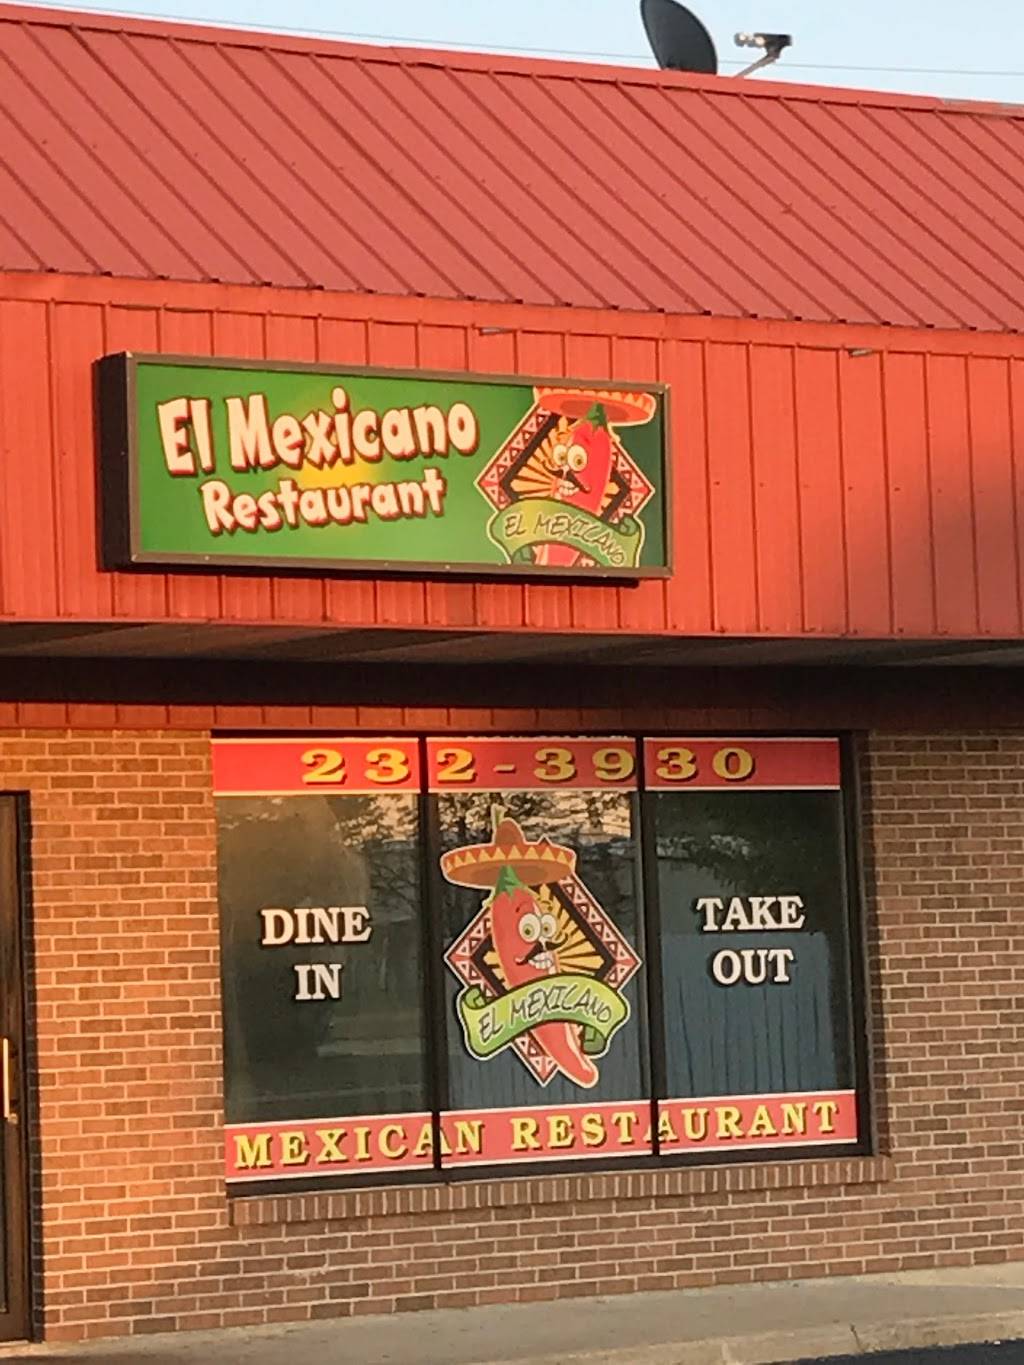 El Mexicano
Restaurant
EL MEXICANO
232-3930
DINE
IN
TAKE
OUT
EL MEXICANO
MEXICAN RESTAURANT